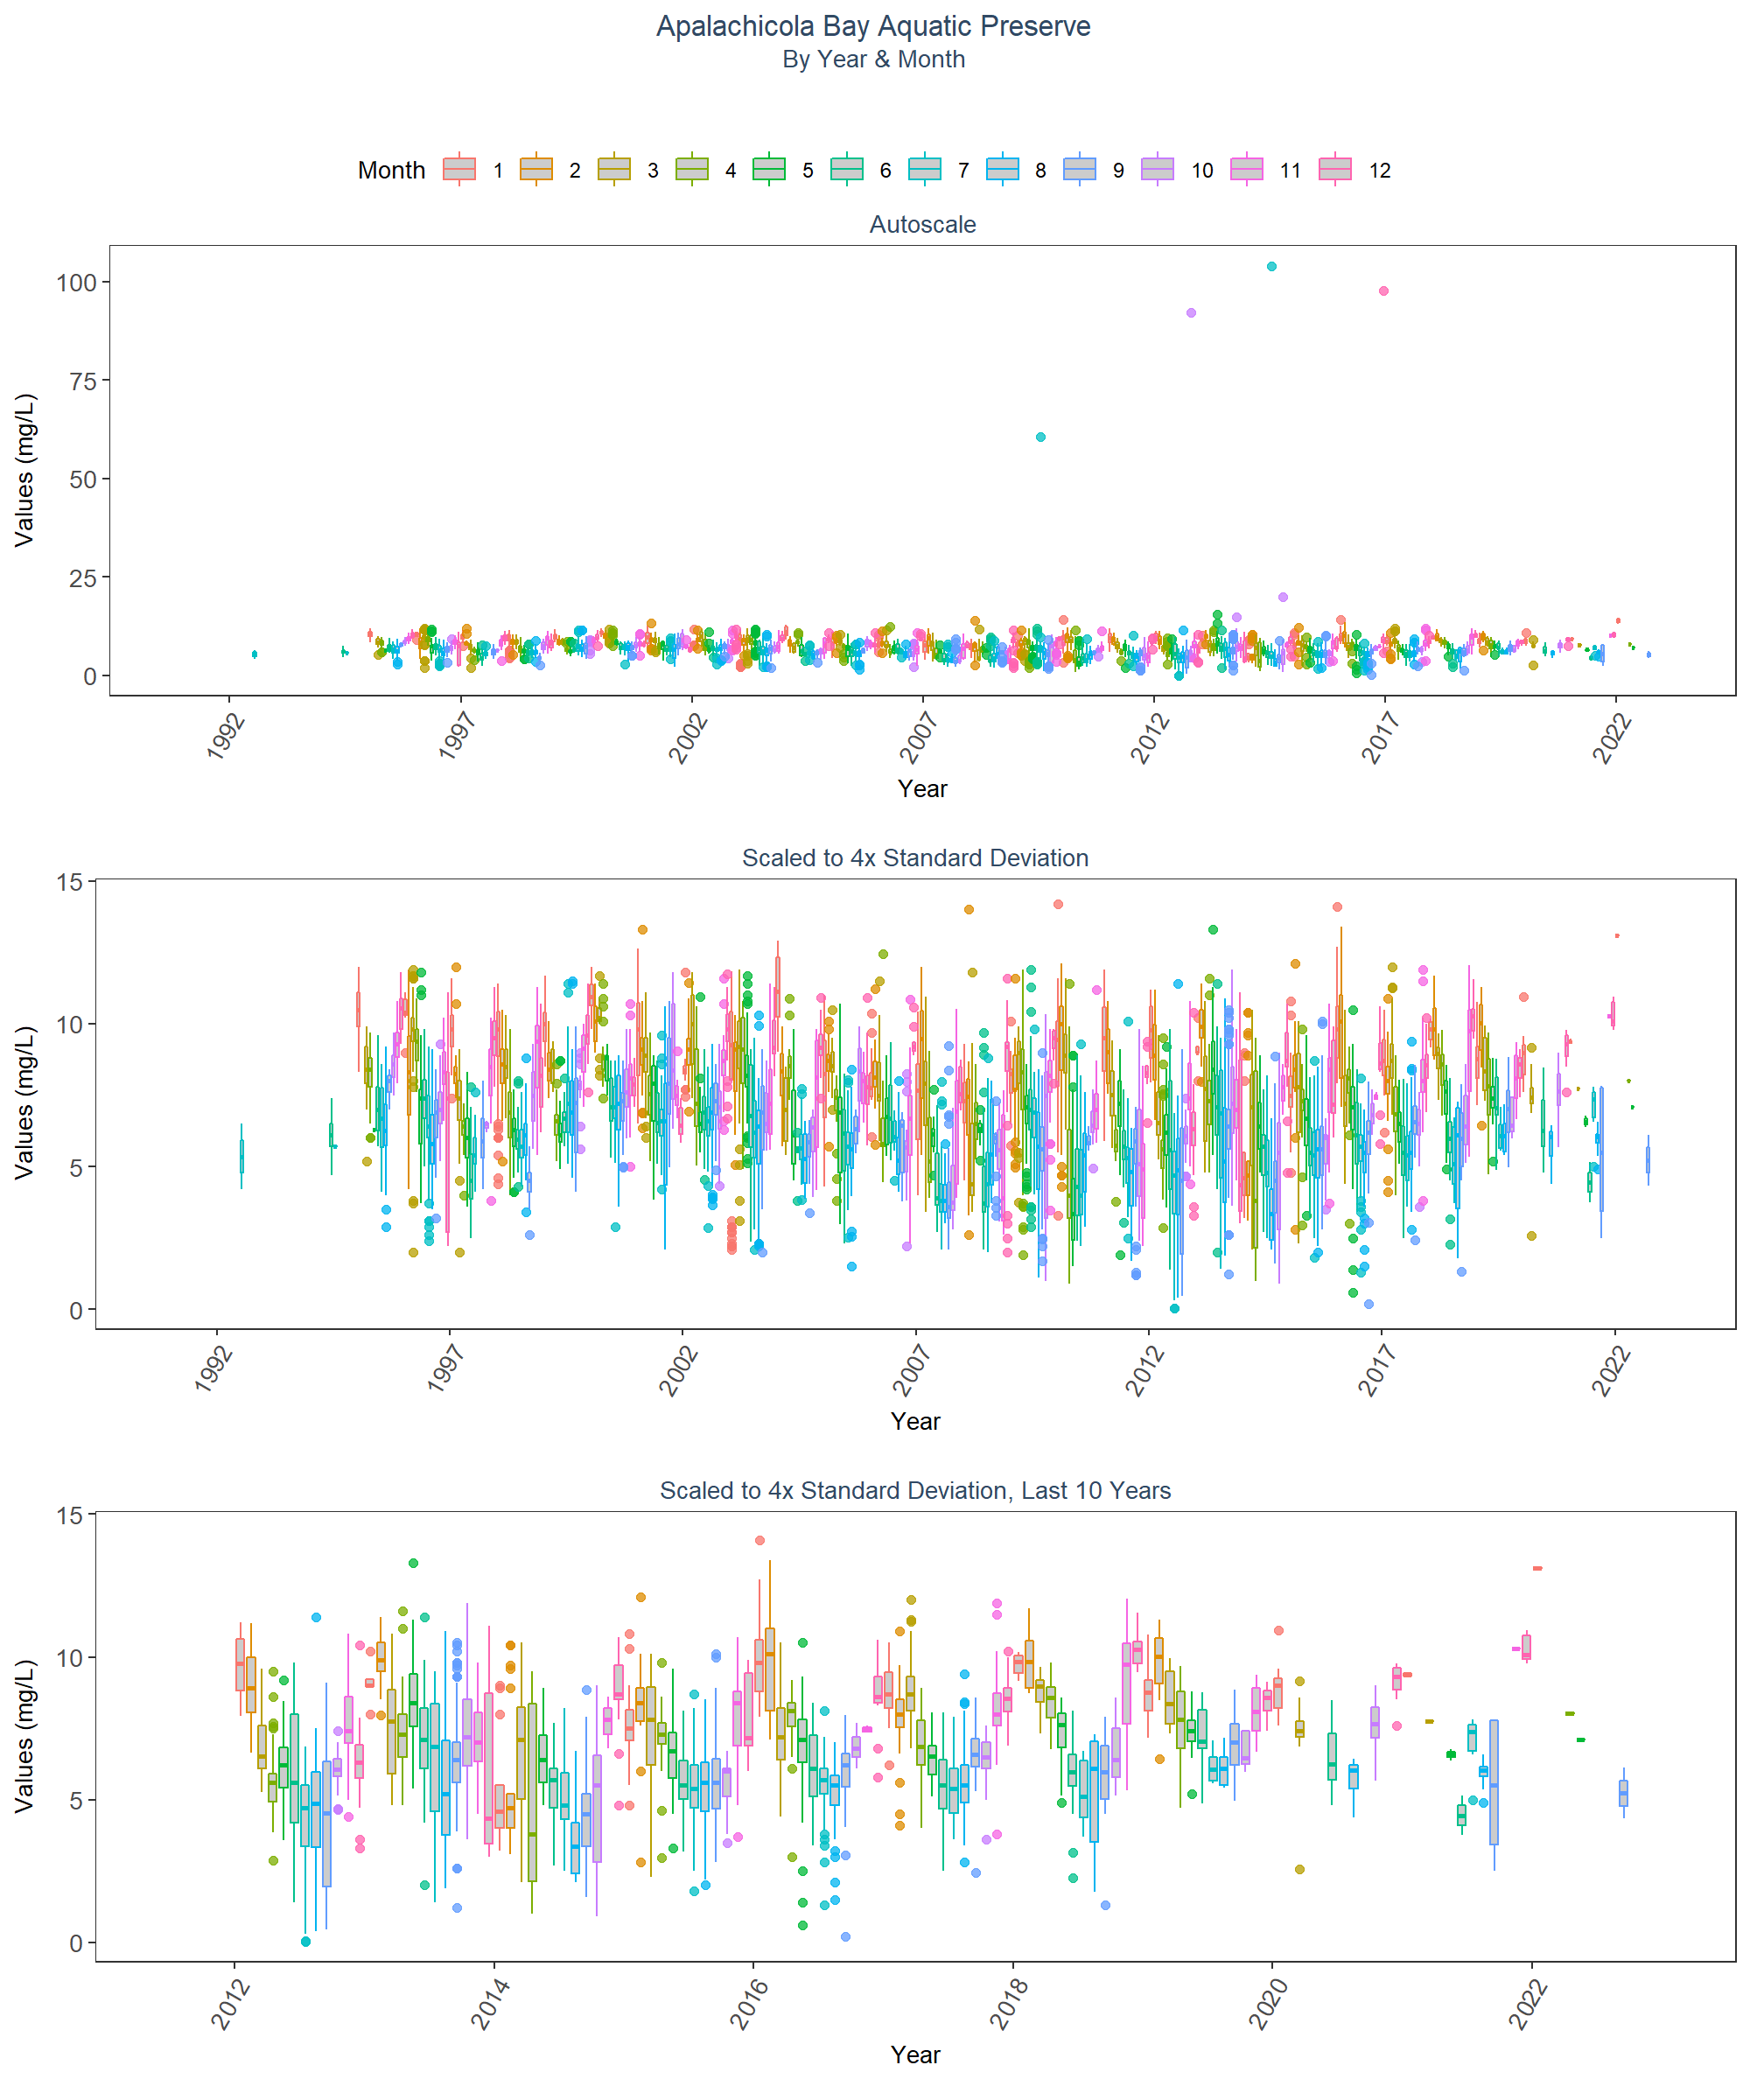 Apalachicola Bay Aquatic Preserve
By Year & Month
Month 1 2 3 4 5 6 7 8 9 10 11 12
Autoscale
Values (mg/L)
100
75
50
25
0
1992 1997 2002 2007 2012 2017 2022
Year
Scaled to 4x Standard Deviation
Values (mg/L)
15
10
5
0
1992 1997 2002 2007 2012 2017 2022
Year
Scaled to 4x Standard Deviation, Last 10 Years
Values (mg/L)
15
10
5
0
2012 2014 2016 2018 2020 2022
Year